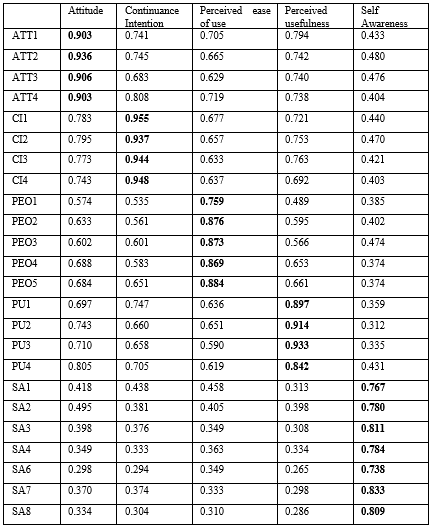 Attitude Continuance Intention Perceived ease of use Perceived usefulness Self Awareness
ATT1 0.903 0.741 0.705 0.794 0.433
ATT2 0.936 0.745 0.665 0.742 0.480
ATT3 0.906 0.683 0.629 0.740 0.476
ATT4 0.903 0.808 0.719 0.738 0.404
CI1 0.783 0.955 0.677 0.721 0.440
CI2 0.795 0.937 0.657 0.753 0.470
CI3 0.773 0.944 0.633 0.763 0.421
CI4 0.743 0.948 0.637 0.692 0.403
PEO1 0.574 0.535 0.759 0.489 0.385
PEO2 0.633 0.561 0.876 0.595 0.402
PEO3 0.602 0.601 0.873 0.566 0.474
PEO4 0.688 0.583 0.869 0.653 0.374
PEO5 0.684 0.651 0.884 0.661 0.374
PU1 0.697 0.747 0.636 0.897 0.359
PU2 0.743 0.660 0.651 0.914 0.312
PU3 0.710 0.658 0.590 0.933 0.335
PU4 0.805 0.705 0.619 0.842 0.431
SA1 0.418 0.438 0.458 0.313 0.767
SA2 0.495 0.381 0.405 0.398 0.780
SA3 0.398 0.376 0.349 0.308 0.811
SA4 0.349 0.333 0.363 0.334 0.784
SA6 0.298 0.294 0.349 0.265 0.738
SA7 0.370 0.374 0.333 0.298 0.833
SA8 0.334 0.304 0.310 0.286 0.809